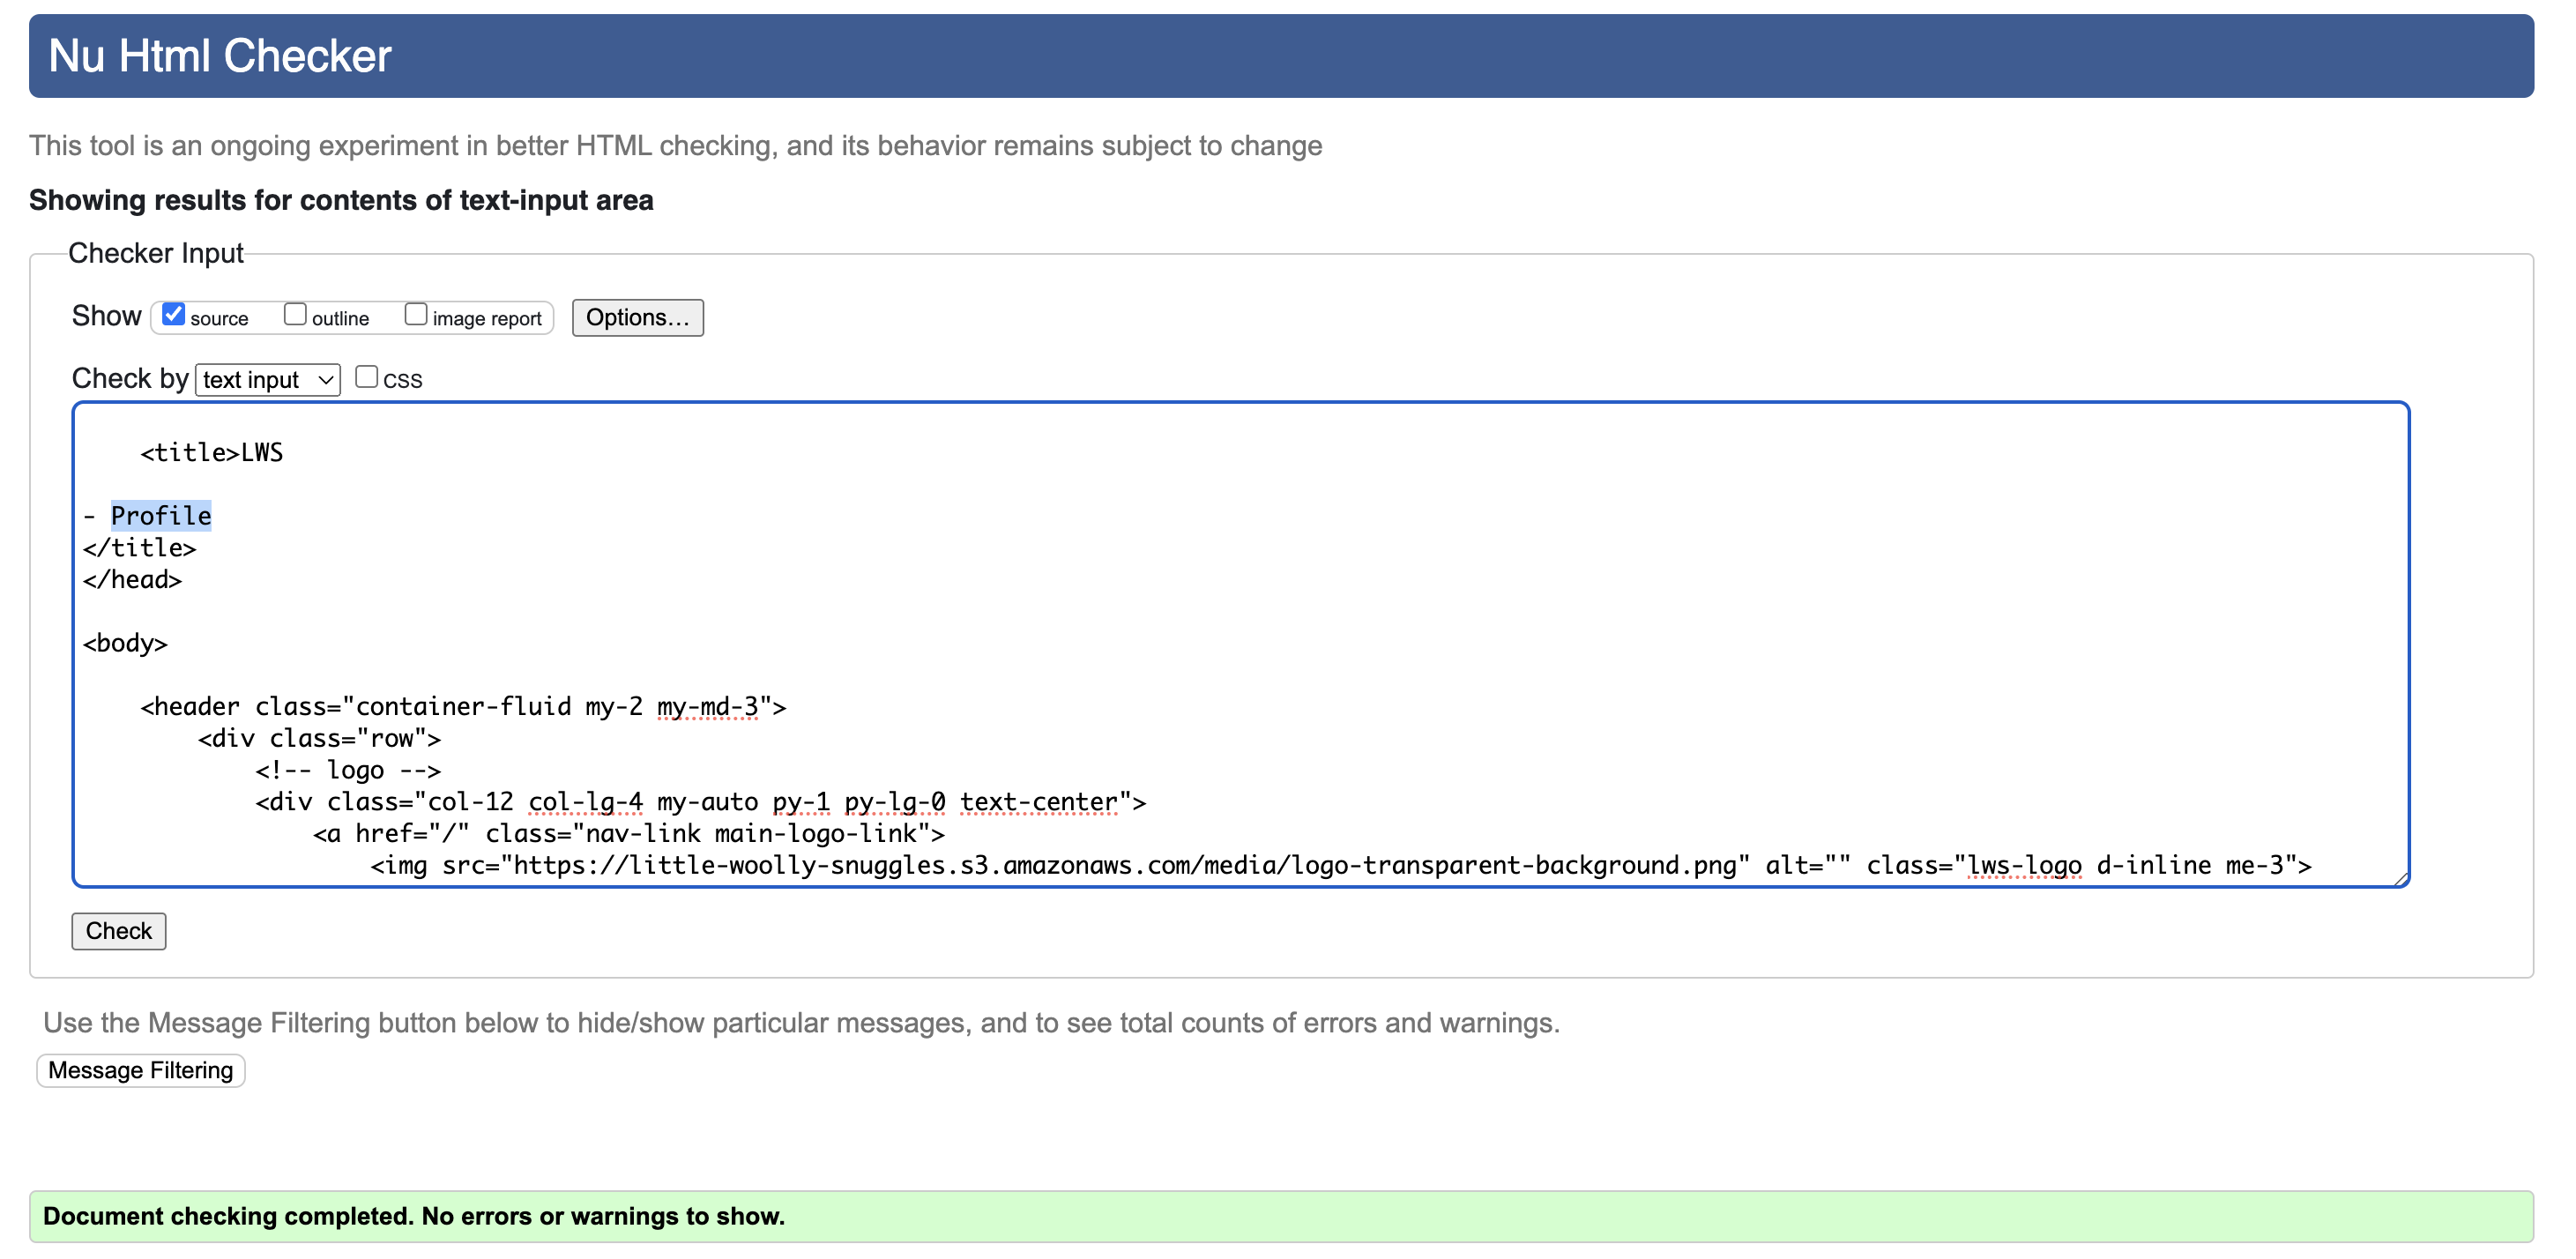 Nu Html Checker
This tool is an ongoing experiment in better HTML checking, and its behavior remains subject to change
Showing results for contents of text-input area
Checker Input
Show source outline image report Options...
Check by text input CSS
<title>LWS
- Profile
</title>
</head>
<body>
<header class="container-fluid my-2 my-md-3">
<div class="row">
<!-- logo -->
<div class="col-12 col-lg-4 my-auto py-1 py-lg-0 text-center">
<a href="/" class="nav-link main-logo-link">
<img src="https://little-woolly-snuggles.s3.amazonaws.com/media/logo-transparent-background.png" alt="" class="lws-logo d-inline me-3">
Check
Use the Message Filtering button below to hide/show particular messages, and to see total counts of errors and warnings.
Message Filtering
Document checking completed. No errors or warnings to show.